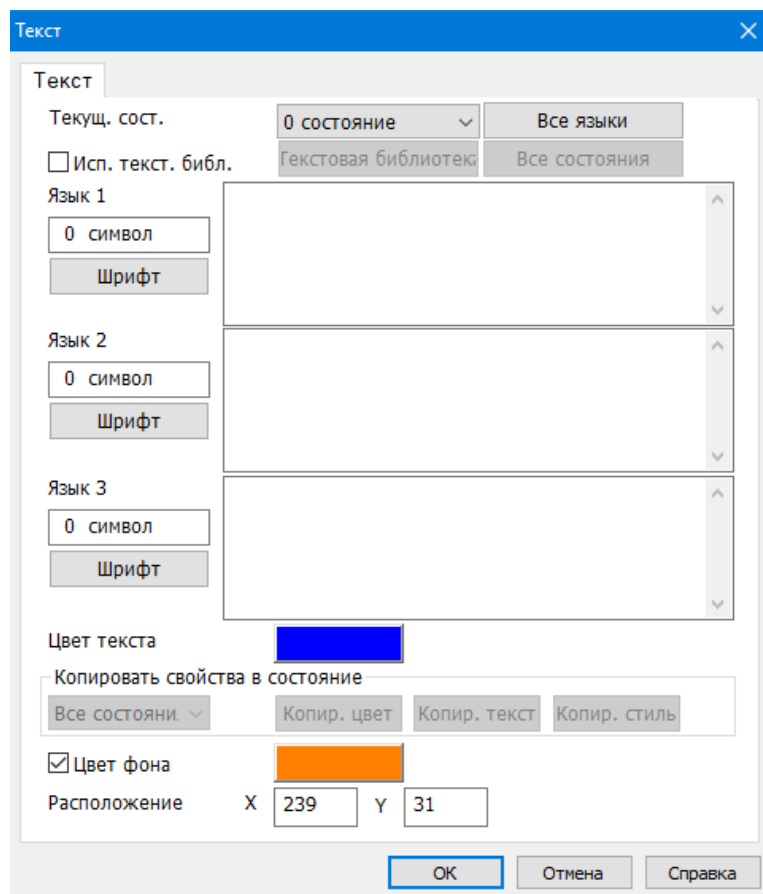 Текст
Текст
Текущ. сост. 0 состояние Все языки
Исп. текст. библ. Текстовая библиотека Все состояния
Язык 1
0 символ
Шрифт
Язык 2
0 символ
Шрифт
Язык 3
0 символ
Шрифт
Цвет текста
Копировать свойства в состояние
Все состояни Копир. цвет Копир. текст Копир. стиль
Цвет фона
Расположение X 239 Y 31
ОК Отмена Справка